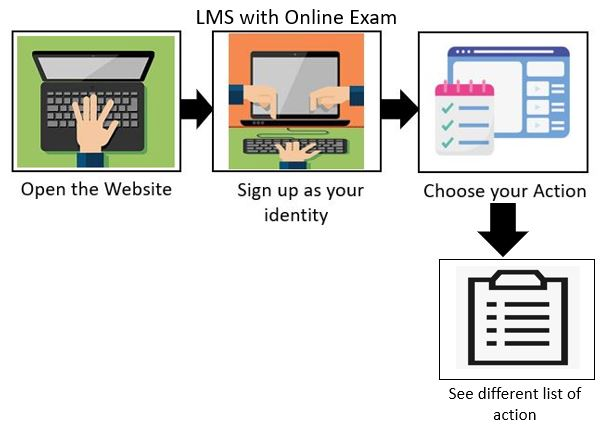 LMS with Online Exam
Open the Website
Sign up as your
identity
Choose your Action
See different list of
action